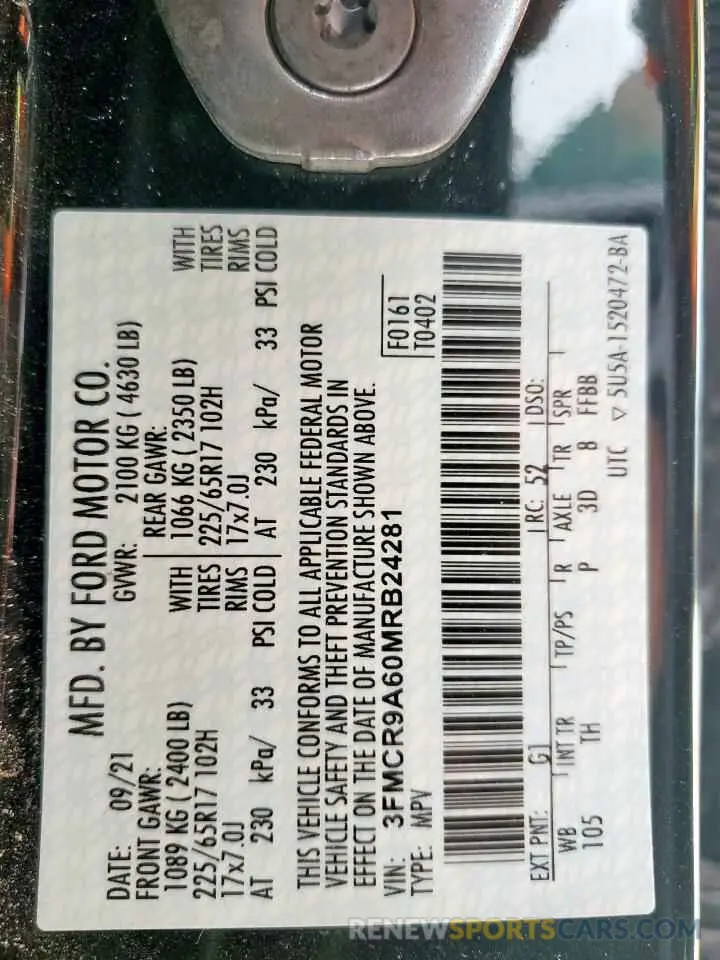 MFD. BY FORD MOTOR CO.
DATE: 09/21 GVWR: 2100 KG ( 4630 LB)
FRONT GAWR: REAR GAWR:
1089 KG ( 2400 LB) WITH 1066 KG ( 2350 LB) WITH
225/65R17 102H TIRES 225/65R17 102H TIRES
17x7.0J RIMS 17x7.0J RIMS
AT 230 kPa/ 33 PSI COLD AT 230 kPa/ 33 PSI COLD
THIS VEHICLE CONFORMS TO ALL APPLICABLE FEDERAL MOTOR
VEHICLE SAFETY AND THEFT PREVENTION STANDARDS IN
EFFECT ON THE DATE OF MANUFACTURE SHOWN ABOVE.
VIN: 3FMCR9A60MRB24281 F0161
TYPE: MPV T0402
EXT PNT: G1 RC: 52 DSO:
WB INT TR TP/PS R AXLE TR SPR
105 TH P 3D 8 FFBB
UTC ▽ 5U5A-1520472-BA
RENEWSPORTSCARS.COM